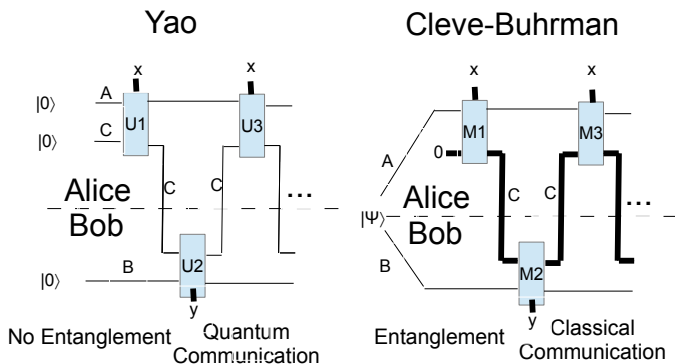 Yao
Cleve-Buhrman
x
x
x
x
A
|0⟩
U1
U3
M1
M3
|0⟩
C
0
A
C
C
...
C
C
...
Alice
Alice
Bob
|Ψ⟩
Bob
U2
B
B
M2
|0⟩
y
y
No Entanglement
Quantum
Communication
Entanglement
Classical
Communication